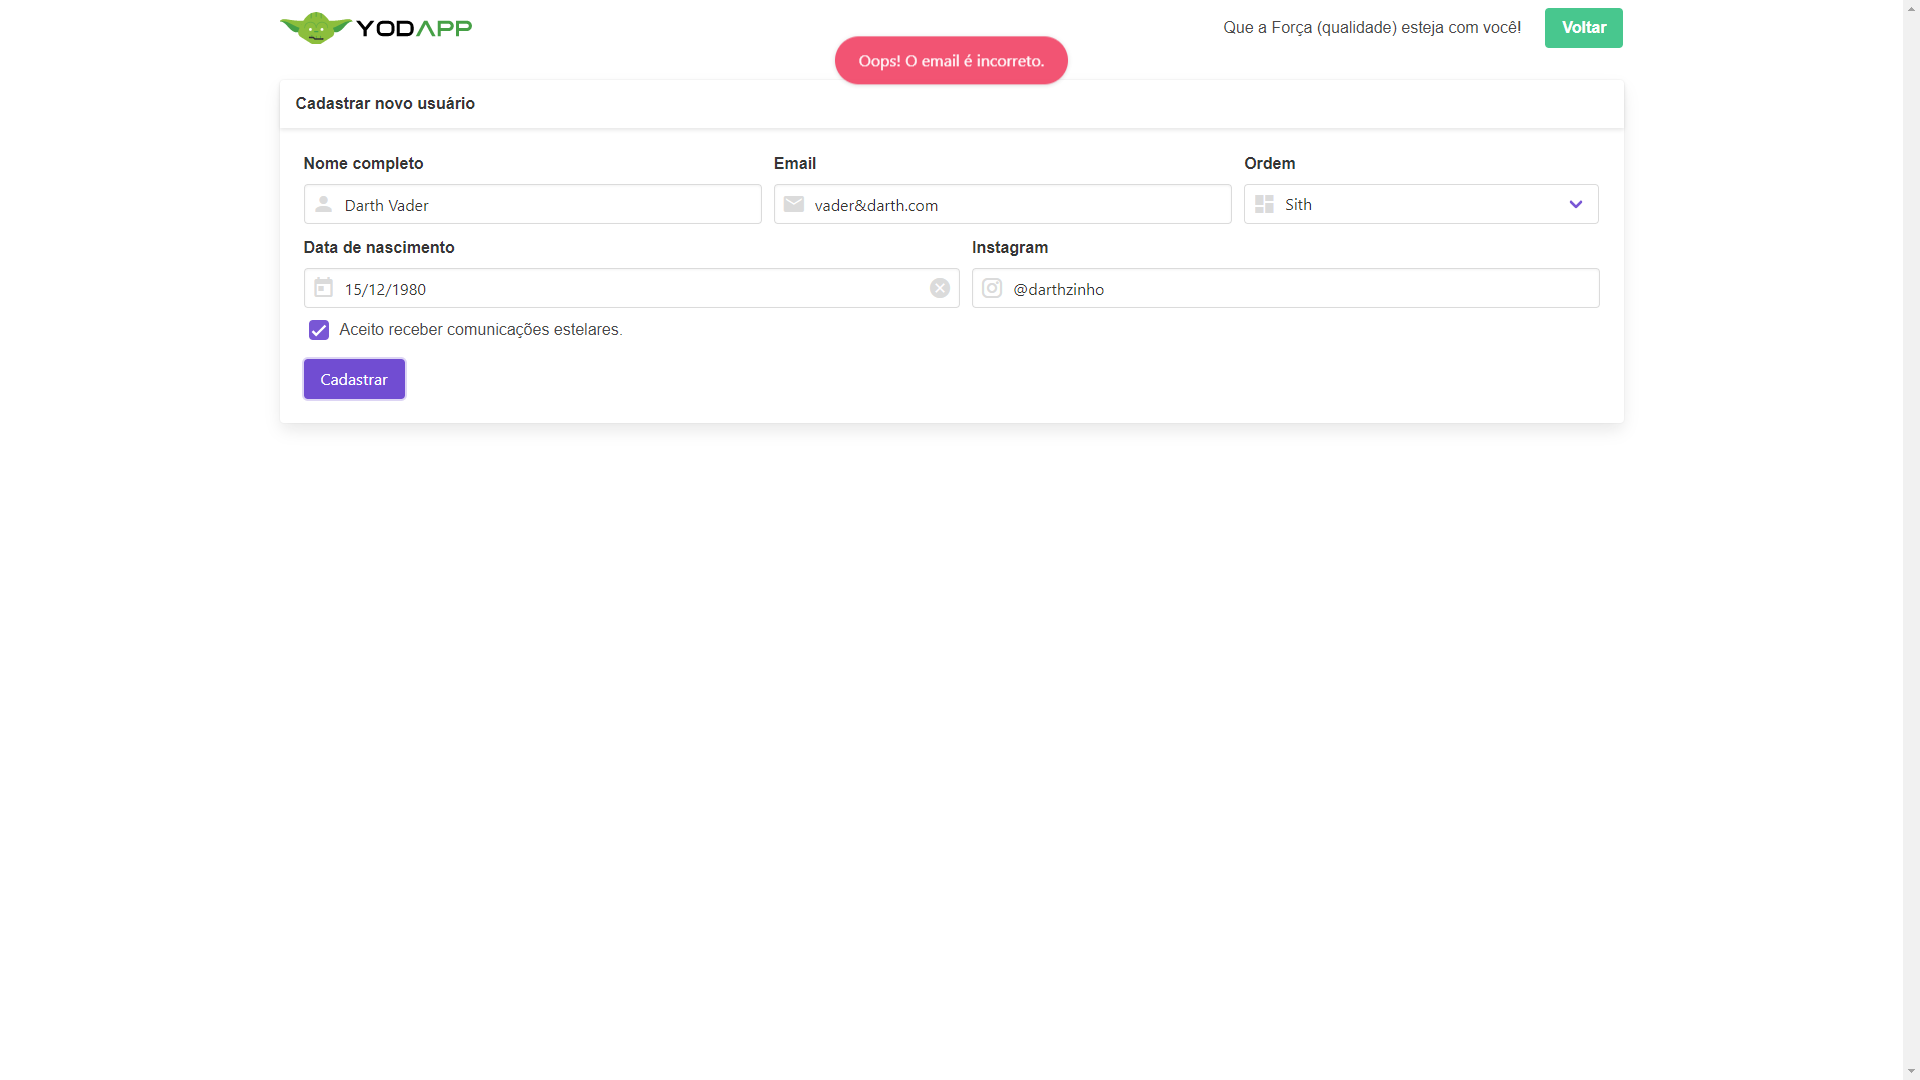 YODAPP
Que a Força (qualidade) esteja com você!
Voltar
Oops! O email é incorreto.
Cadastrar novo usuário
Nome completo
Email
Ordem
Darth Vader
vader&darth.com
Sith
Data de nascimento
Instagram
15/12/1980
@darthzinho
Aceito receber comunicações estelares.
Cadastrar